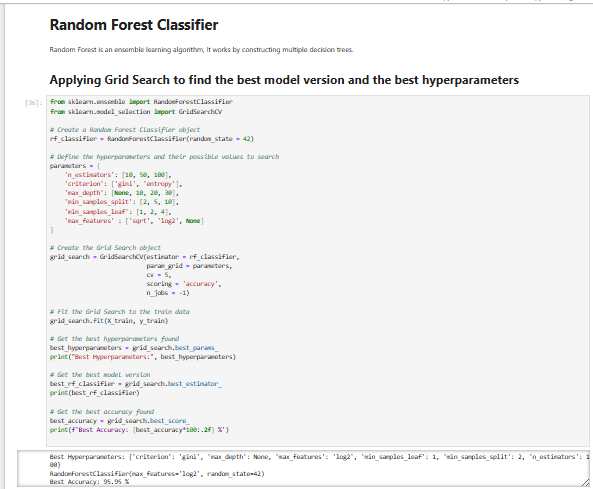 Random Forest Classifier
Random Forest is an ensemble learning algorithm, It works by constructing multiple decision trees.
Applying Grid Search to find the best model version and the best hyperparameters
[36]:
from sklearn.ensemble import RandomForestClassifier
from sklearn.model_selection import GridSearchCV
# Create a Random Forest Classifier object
rf_classifier = RandomForestClassifier(random_state = 42)
# Define the hyperparameters and their possible values to search
parameters = {
'n_estimators': [10, 50, 100],
'criterion': ['gini', 'entropy'],
'max_depth': [None, 10, 20, 30],
'min_samples_split': [2, 5, 10],
'min_samples_leaf': [1, 2, 4],
'max_features' : ['sqrt', 'log2', None]
}
# Create the Grid Search object
grid_search = GridSearchCV(estimator = rf_classifier,
param_grid = parameters,
cv = 5,
scoring = 'accuracy',
n_jobs = -1)
# Fit the Grid Search to the train data
grid_search.fit(X_train, y_train)
# Get the best hyperparameters found
best_hyperparameters = grid_search.best_params_
print("Best Hyperparameters:", best_hyperparameters)
# Get the best model version
best_rf_classifier = grid_search.best_estimator_
print(best_rf_classifier)
# Get the best accuracy found
best_accuracy = grid_search.best_score_
print(f'Best Accuracy: {best_accuracy*100:.2f} %')
Best Hyperparameters: {'criterion': 'gini', 'max_depth': None, 'max_features': 'log2', 'min_samples_leaf': 1, 'min_samples_split': 2, 'n_estimators': 1
00}
RandomForestClassifier(max_features='log2', random_state=42)
Best Accuracy: 95.95 %